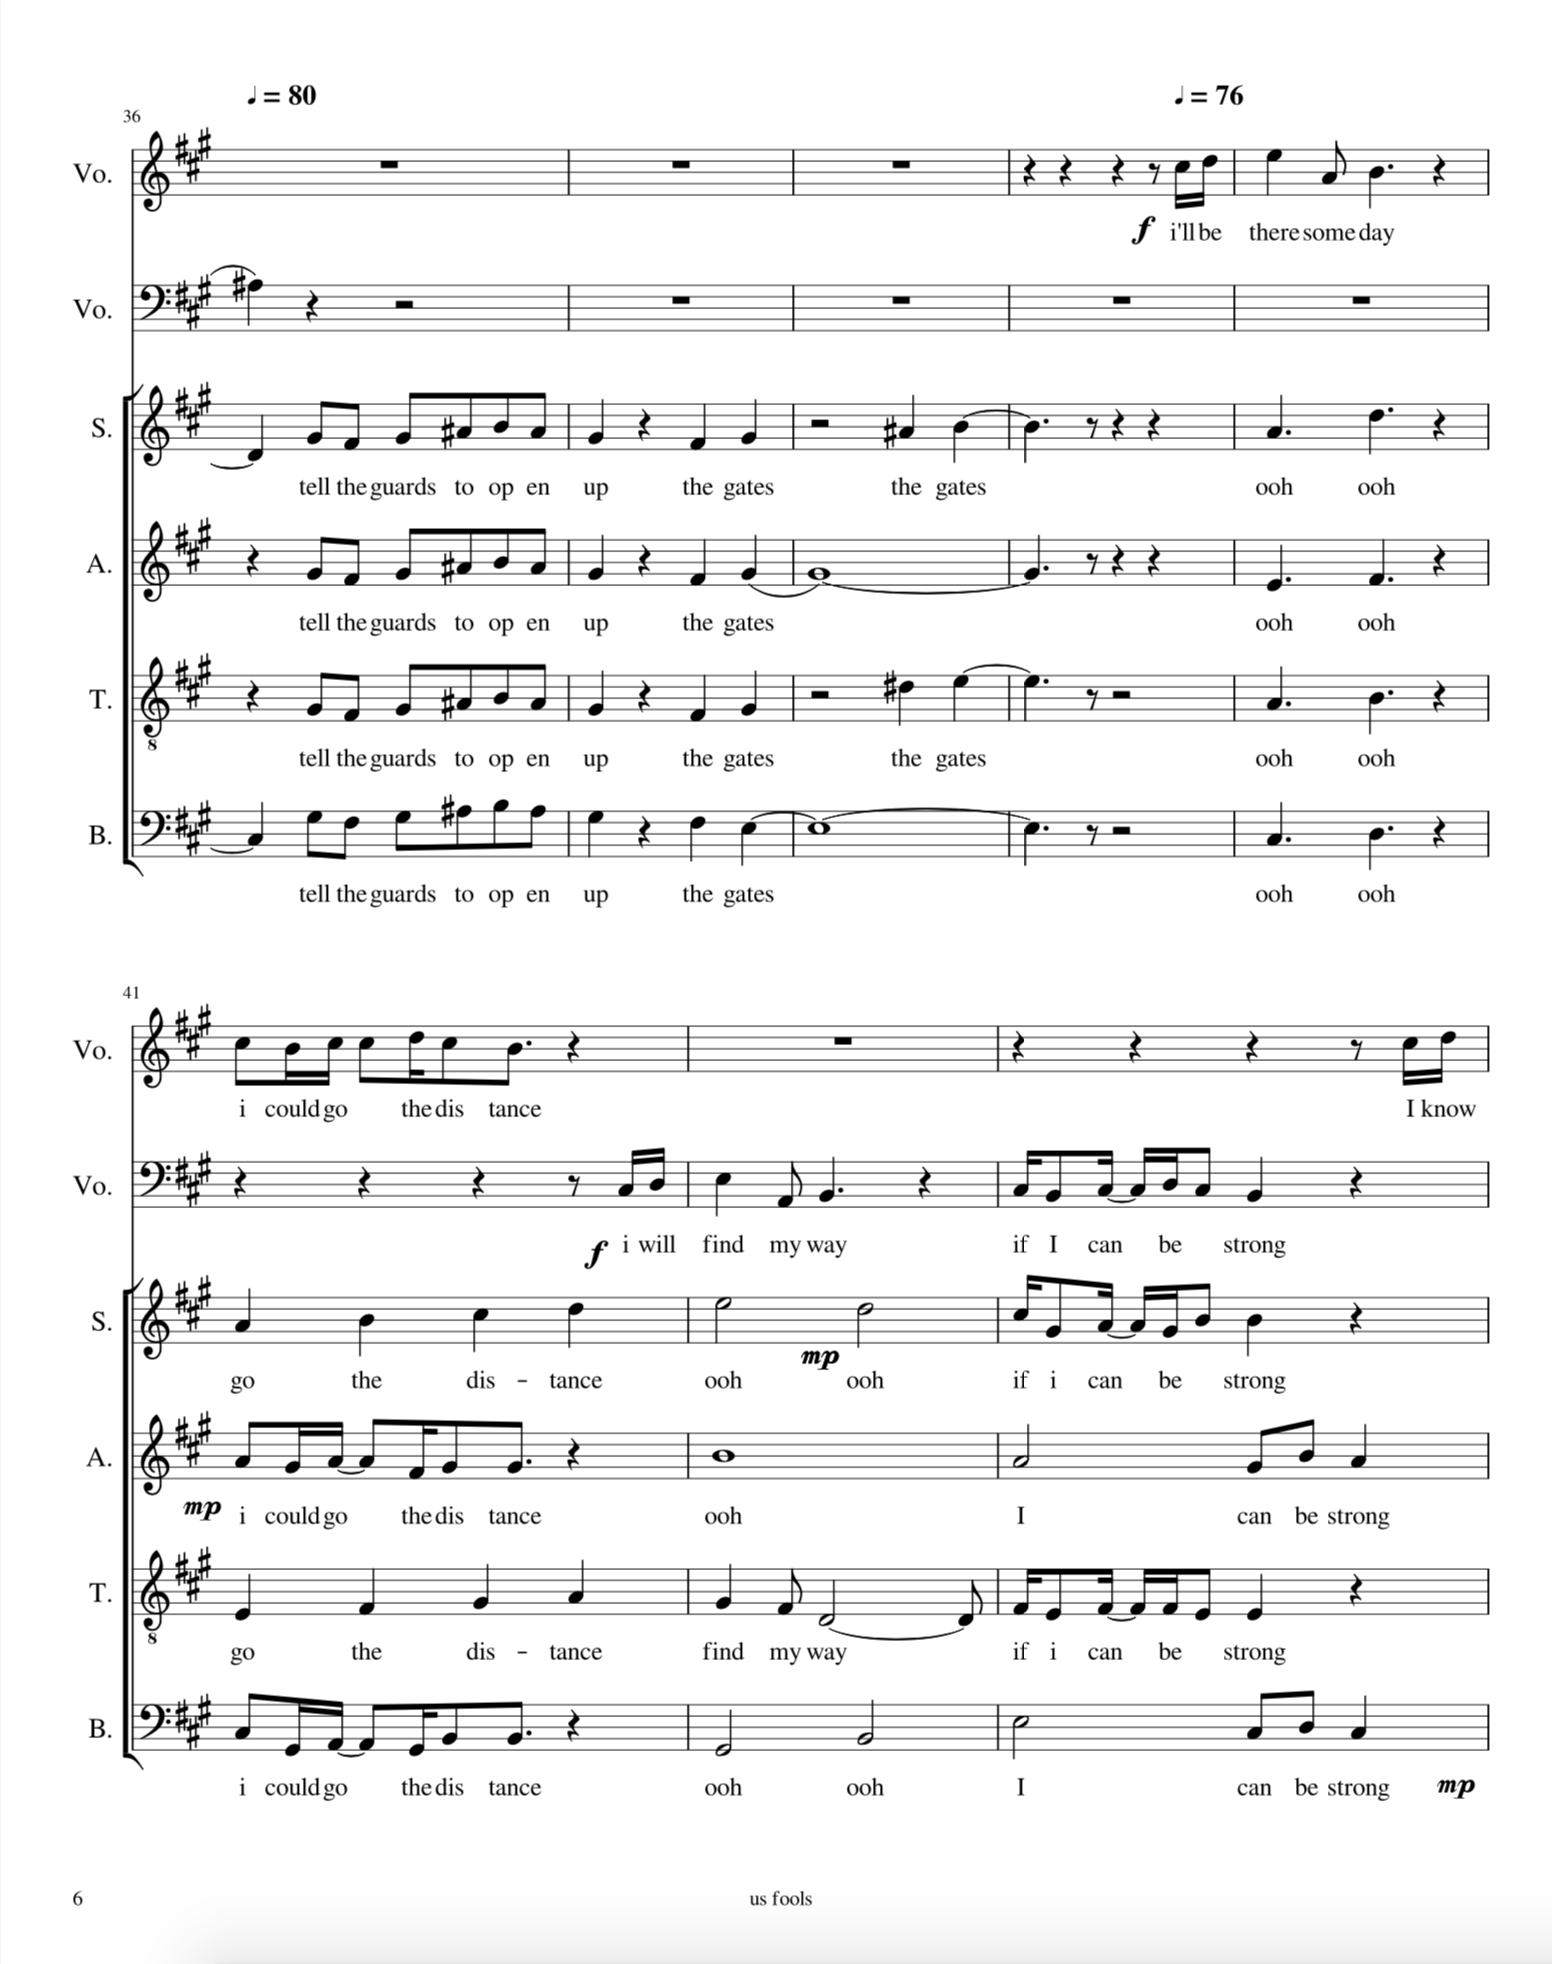 ♩ = 80 ♩ = 76
36
Vo.
f i'll be there some day
Vo.
S.
tell the guards to op en up the gates the gates ooh ooh
A.
tell the guards to op en up the gates ooh ooh
T.
8
tell the guards to op en up the gates the gates ooh ooh
B.
tell the guards to op en up the gates ooh ooh
41
Vo.
i could go the dis tance I know
Vo.
f i will find my way if I can be strong
S.
mp
go the dis - tance ooh ooh if i can be strong
A.
mp i could go the dis tance ooh I can be strong
T.
8
go the dis - tance find my way if i can be strong
B.
i could go the dis tance ooh ooh I can be strong mp
6 us fools